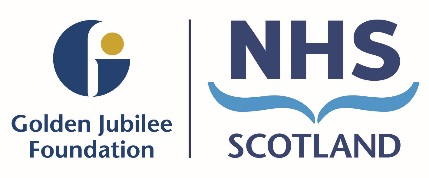 Golden Jubilee
Foundation
NHS
SCOTLAND